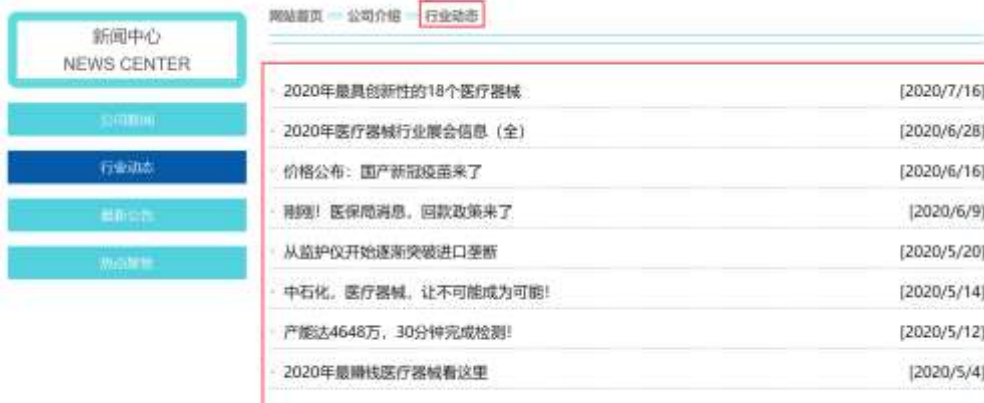 网站首页 公司介绍 行业动态
新闻中心
NEWS CENTER
公司新闻
行业动态
最新公告
2020年最具创新性的18个医疗器械 [2020/7/16]
2020年医疗器械行业展会信息（全） [2020/6/28]
价格公布：国产新冠疫苗来了 [2020/6/16]
刚刚！医保局消息，回款政策来了 [2020/6/9]
从监护仪开始逐渐突破进口垄断 [2020/5/20]
中石化，医疗器械，让不可能成为可能！ [2020/5/14]
产能达4648万，30分钟完成检测！ [2020/5/12]
2020年最赚钱医疗器械看这里 [2020/5/4]